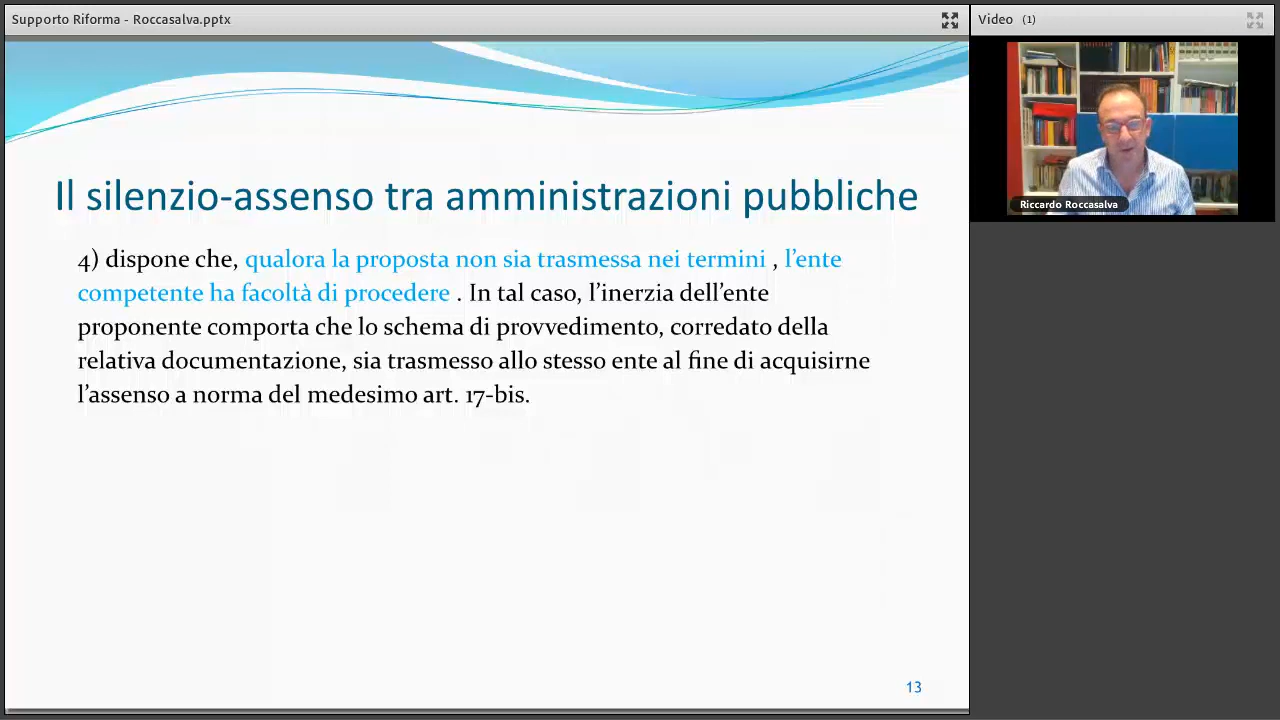 Supporto Riforma - Roccasalva.pptx
Video (1)
Riccardo Roccasalva
Il silenzio-assenso tra amministrazioni pubbliche
4) dispone che, qualora la proposta non sia trasmessa nei termini , l’ente
competente ha facoltà di procedere . In tal caso, l’inerzia dell’ente
proponente comporta che lo schema di provvedimento, corredato della
relativa documentazione, sia trasmesso allo stesso ente al fine di acquisirne
l’assenso a norma del medesimo art. 17-bis.
13